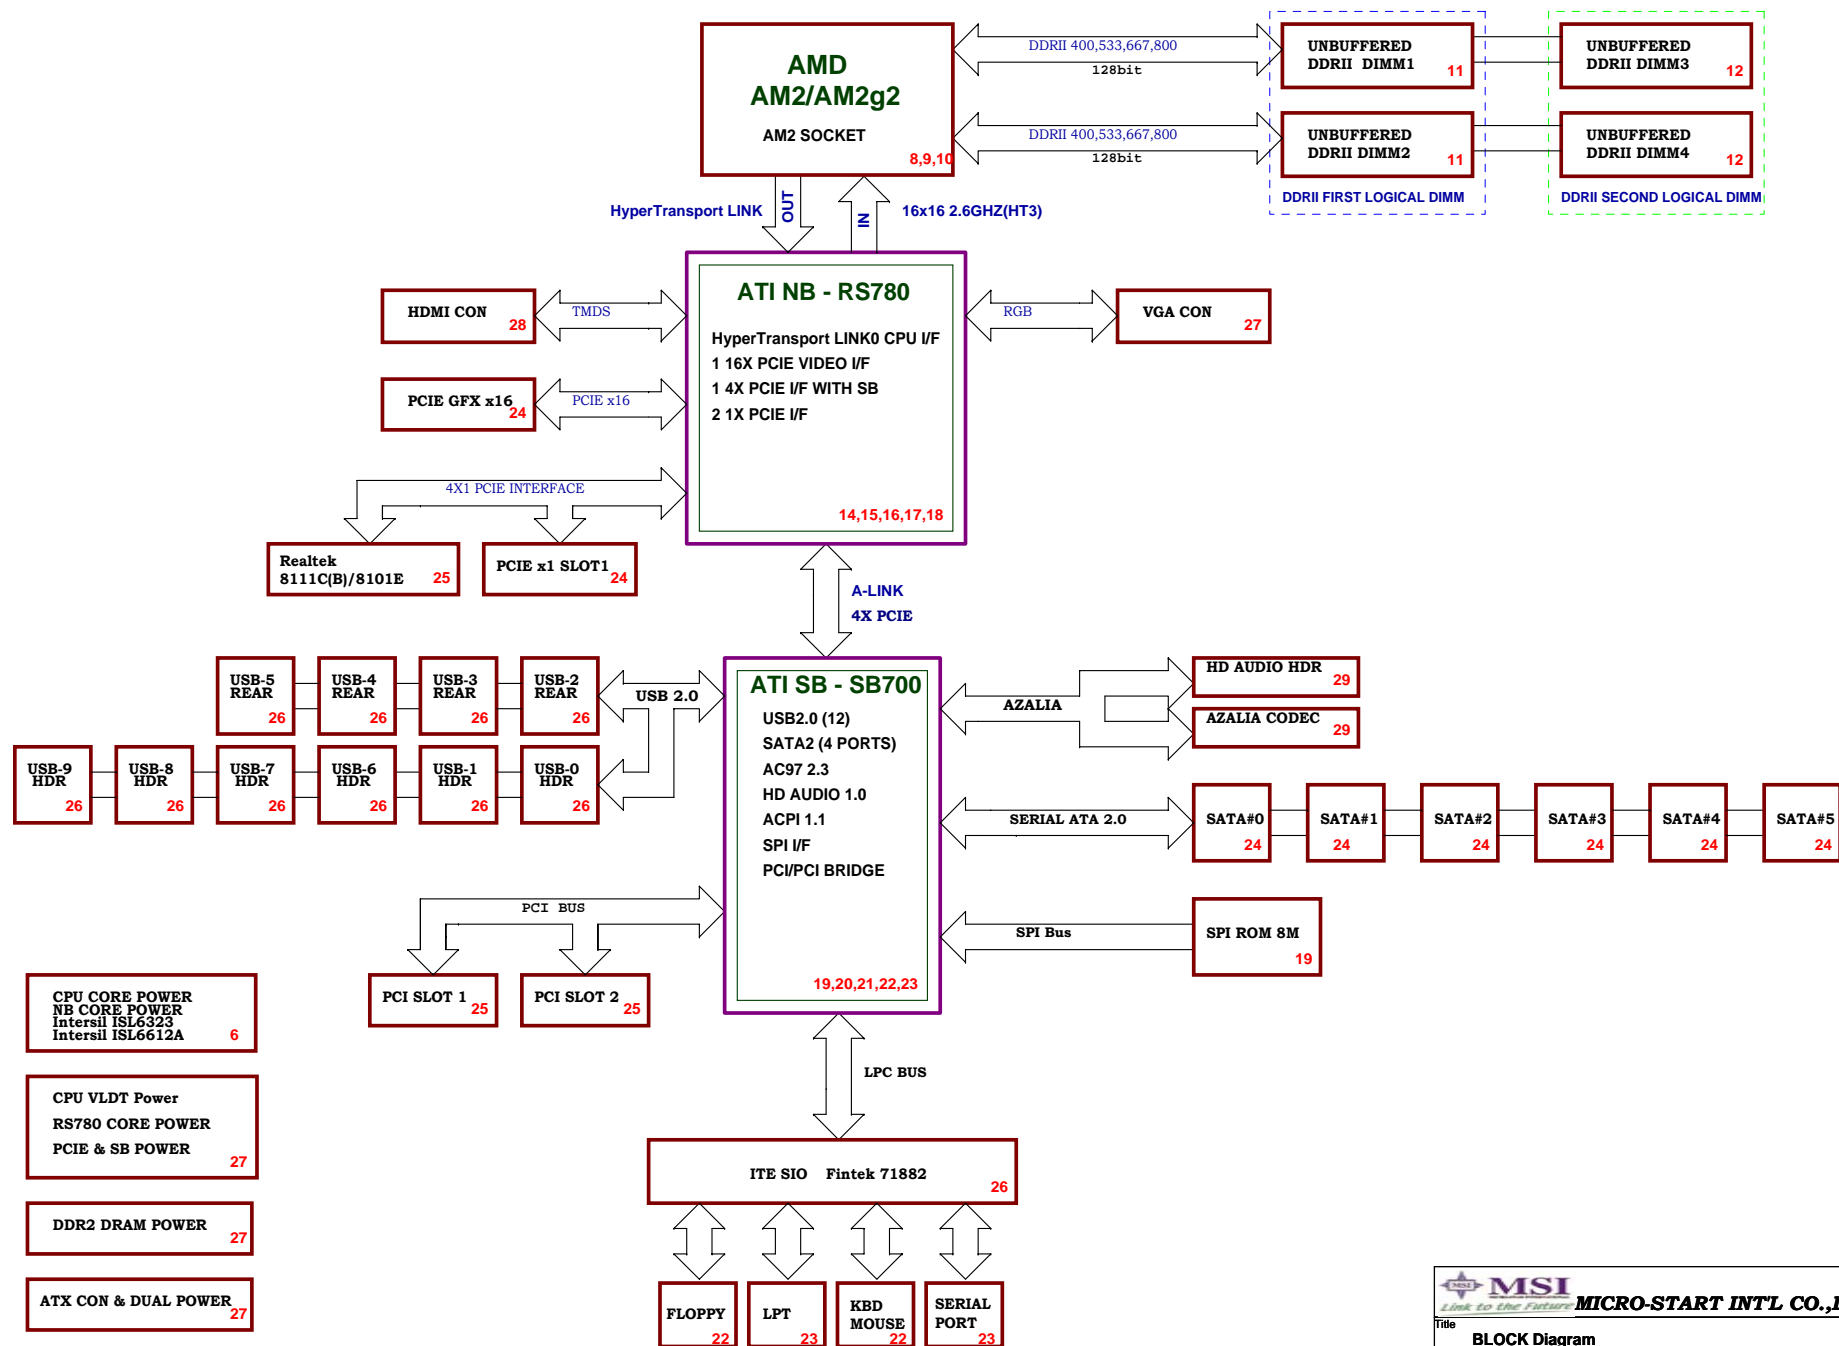 AMD
AM2/AM2g2
AM2 SOCKET
8,9,10
DDRII 400,533,667,800
128bit
UNBUFFERED
DDRII DIMM1
11
UNBUFFERED
DDRII DIMM3
12
DDRII 400,533,667,800
128bit
UNBUFFERED
DDRII DIMM2
11
UNBUFFERED
DDRII DIMM4
12
DDRII FIRST LOGICAL DIMM
DDRII SECOND LOGICAL DIMM
HyperTransport LINK
OUT
IN
16x16 2.6GHZ(HT3)
ATI NB - RS780
HyperTransport LINK0 CPU I/F
1 16X PCIE VIDEO I/F
1 4X PCIE I/F WITH SB
2 1X PCIE I/F
14,15,16,17,18
HDMI CON
28
TMDS
RGB
VGA CON
27
PCIE GFX x16
24
PCIE x16
4X1 PCIE INTERFACE
Realtek
8111C(B)/8101E
25
PCIE x1 SLOT1
24
A-LINK
4X PCIE
USB-5
REAR
26
USB-4
REAR
26
USB-3
REAR
26
USB-2
REAR
26
USB 2.0
USB-9
HDR
26
USB-8
HDR
26
USB-7
HDR
26
USB-6
HDR
26
USB-1
HDR
26
USB-0
HDR
26
ATI SB - SB700
USB2.0 (12)
SATA2 (4 PORTS)
AC97 2.3
HD AUDIO 1.0
ACPI 1.1
SPI I/F
PCI/PCI BRIDGE
19,20,21,22,23
AZALIA
HD AUDIO HDR
29
AZALIA CODEC
29
SERIAL ATA 2.0
SATA#0
24
SATA#1
24
SATA#2
24
SATA#3
24
SATA#4
24
SATA#5
24
SPI Bus
SPI ROM 8M
19
PCI BUS
PCI SLOT 1
25
PCI SLOT 2
25
CPU CORE POWER
NB CORE POWER
Intersil ISL6323
Intersil ISL6612A
6
CPU VLDT Power
RS780 CORE POWER
PCIE & SB POWER
27
DDR2 DRAM POWER
27
ATX CON & DUAL POWER
27
LPC BUS
ITE SIO Fintek 71882
26
FLOPPY
22
LPT
23
KBD
MOUSE
22
SERIAL
PORT
23
MSI
MSI
Link to the Future
MICRO-START INT'L CO.,
Title
BLOCK Diagram